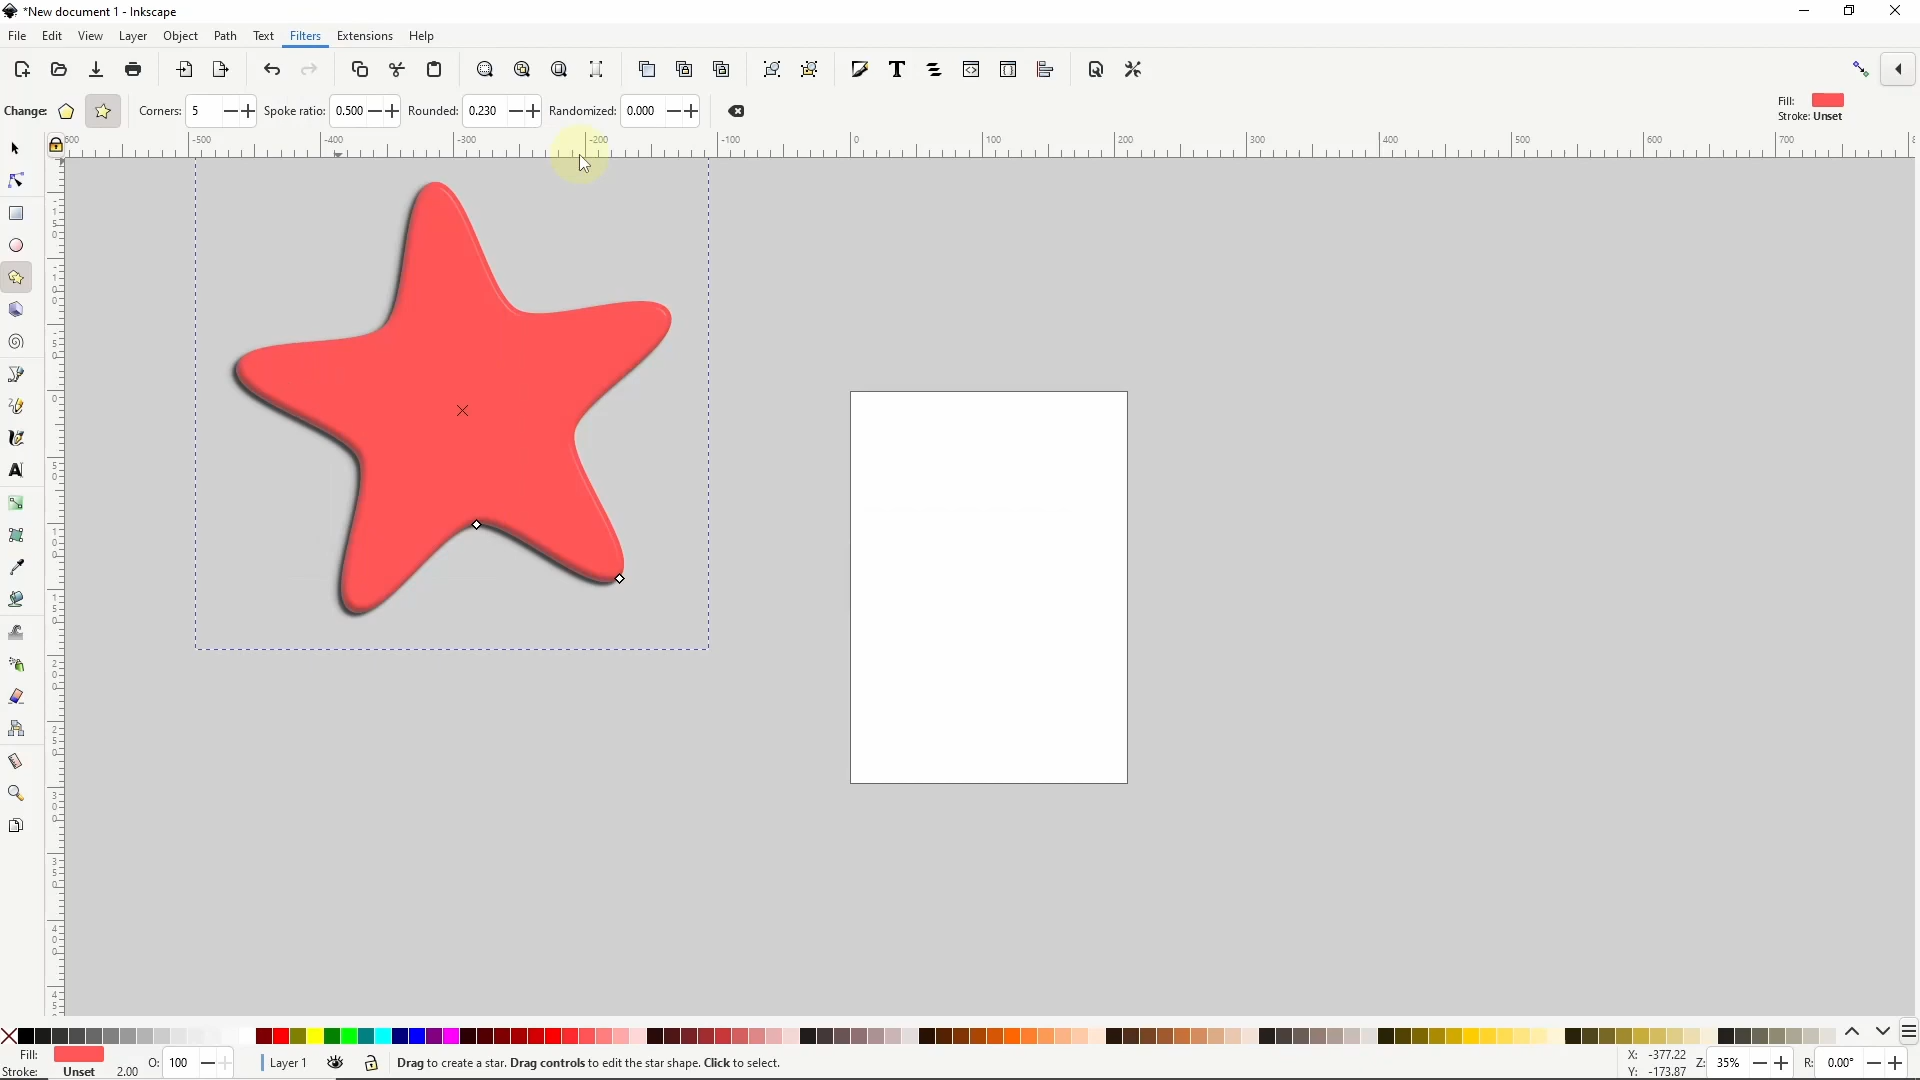 *New document 1 - Inkscape
File Edit View Layer Object Path Text Filters Extensions Help
Change: Corners: 5 Spoke ratio: 0.500 Rounded: 0.230 Randomized: 0.000
Fill:
Stroke: Unset
-500 -400 -300 -200 -100 0 100 200 300 400 500 600 700
Fill:
Stroke: Unset 2.00 O: 100 Layer 1 Drag to create a star. Drag controls to edit the star shape. Click to select.
X: -377.22
Y: -173.87
Z: 35% R: 0.00°